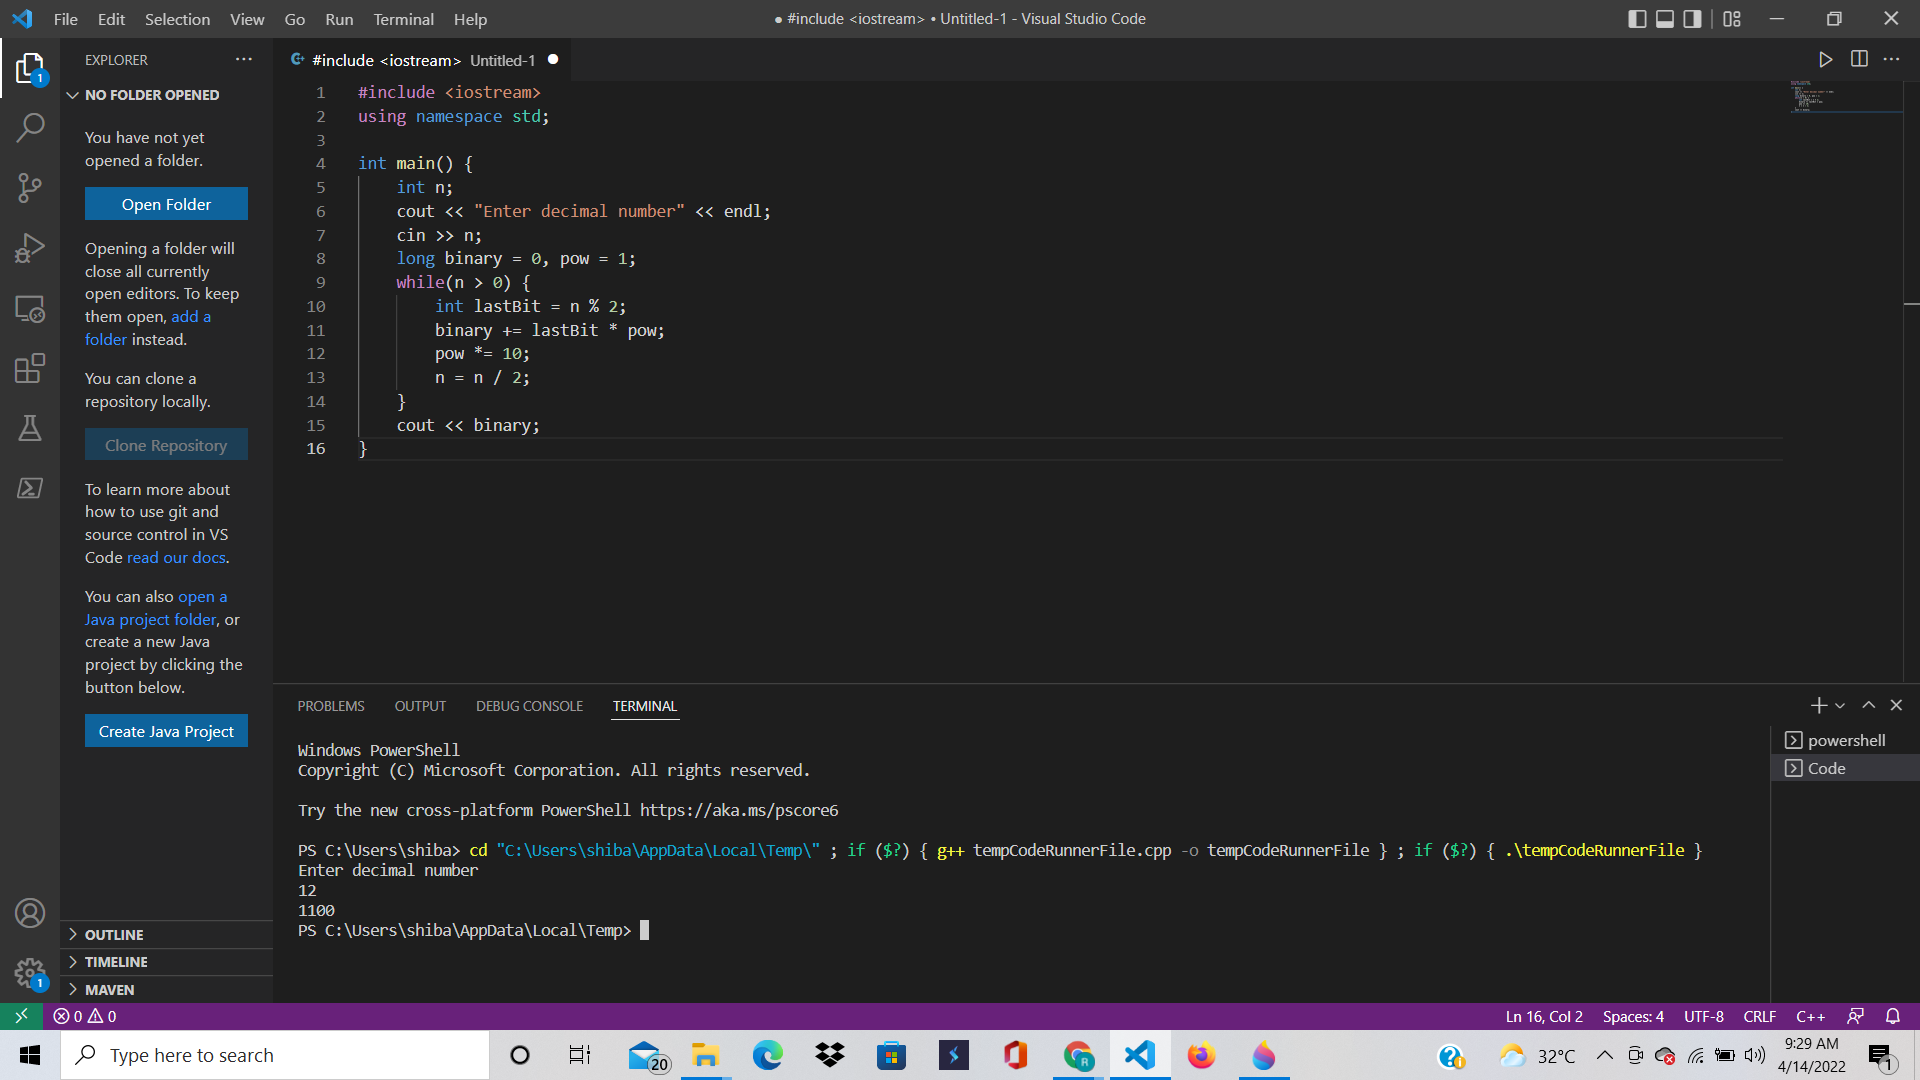 File Edit Selection View Go Run Terminal Help
● #include <iostream> • Untitled-1 - Visual Studio Code
EXPLORER
NO FOLDER OPENED
You have not yet
opened a folder.
Open Folder
Opening a folder will
close all currently
open editors. To keep
them open, add a
folder instead.
You can clone a
repository locally.
Clone Repository
To learn more about
how to use git and
source control in VS
Code read our docs.
You can also open a
Java project folder, or
create a new Java
project by clicking the
button below.
Create Java Project
OUTLINE
TIMELINE
MAVEN
1
1
#include <iostream> Untitled-1
1 #include <iostream>
2 using namespace std;
3
4 int main() {
5     int n;
6     cout << "Enter decimal number" << endl;
7     cin >> n;
8     long binary = 0, pow = 1;
9     while(n > 0) {
10         int lastBit = n % 2;
11         binary += lastBit * pow;
12         pow *= 10;
13         n = n / 2;
14     }
15     cout << binary;
16 }
PROBLEMS OUTPUT DEBUG CONSOLE TERMINAL
Windows PowerShell
Copyright (C) Microsoft Corporation. All rights reserved.
Try the new cross-platform PowerShell https://aka.ms/pscore6
PS C:\Users\shiba> cd "C:\Users\shiba\AppData\Local\Temp\" ; if ($?) { g++ tempCodeRunnerFile.cpp -o tempCodeRunnerFile } ; if ($?) { .\tempCodeRunnerFile }
Enter decimal number
12
1100
PS C:\Users\shiba\AppData\Local\Temp>
powershell
Code
0 0
Ln 16, Col 2 Spaces: 4 UTF-8 CRLF C++
Type here to search
20
32°C
9:29 AM
4/14/2022
1